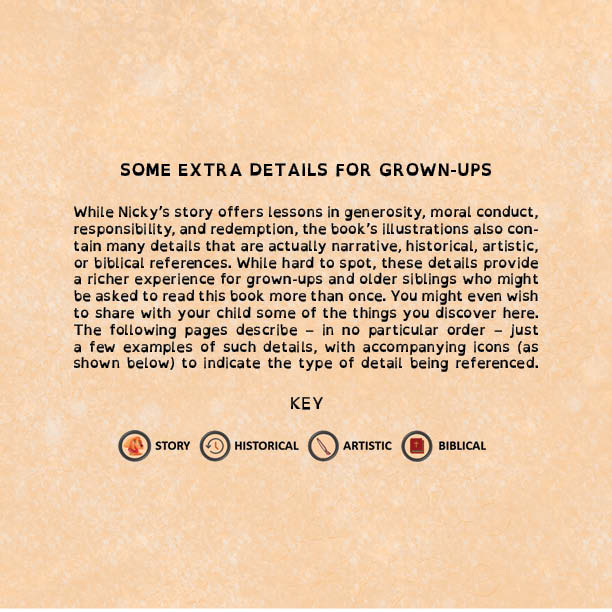 SOME EXTRA DETAILS FOR GROWN-UPS
While Nicky's story offers lessons in generosity, moral conduct,
responsibility, and redemption, the book's illustrations also con-
tain many details that are actually narrative, historical, artistic,
or biblical references. While hard to spot, these details provide
a richer experience for grown-ups and older siblings who might
be asked to read this book more than once. You might even wish
to share with your child some of the things you discover here.
The following pages describe – in no particular order – just
a few examples of such details, with accompanying icons (as
shown below) to indicate the type of detail being referenced.
KEY
STORY HISTORICAL ARTISTIC BIBLICAL